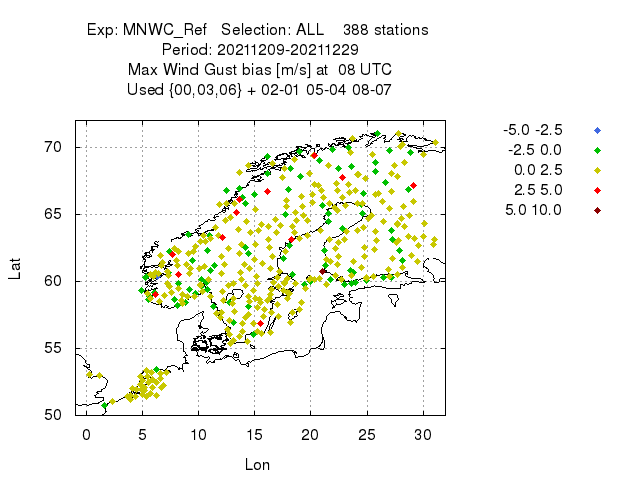 Exp: MNWC_Ref   Selection: ALL    388 stations
Period: 20211209-20211229
Max Wind Gust bias [m/s] at  08 UTC
Used {00,03,06} + 02-01 05-04 08-07
-5.0 -2.5
-2.5 0.0
0.0 2.5
2.5 5.0
5.0 10.0
70
65
60
55
50
Lat
0 5 10 15 20 25 30
Lon